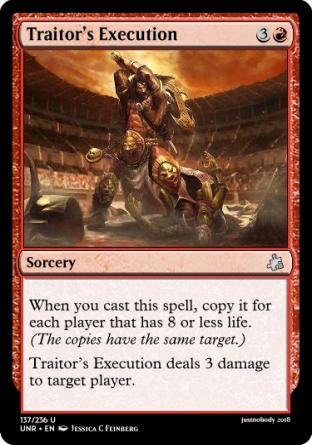 Traitor's Execution 3
Sorcery
When you cast this spell, copy it for
each player that has 8 or less life.
(The copies have the same target.)
Traitor's Execution deals 3 damage
to target player.
137/236 U
UNR • EN Jessica C Feinberg
justnobody 2018